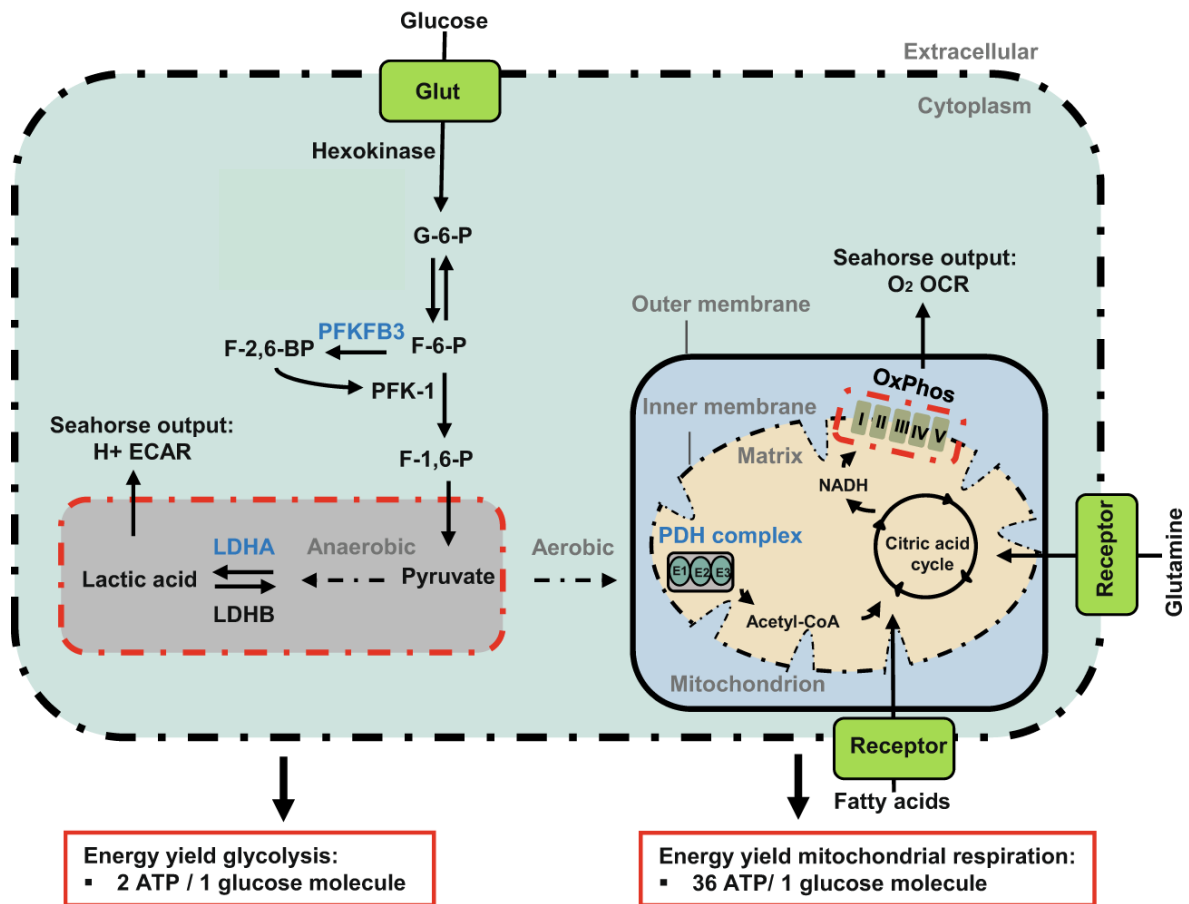 Glucose
Extracellular
Glut
Cytoplasm
Hexokinase
G-6-P
Seahorse output:
O₂ OCR
Outer membrane
PFKFB3
F-2,6-BP
F-6-P
PFK-1
OxPhos
Inner membrane
I II III IV V
Seahorse output:
H+ ECAR
Matrix
F-1,6-P
NADH
PDH complex
LDHA
Anaerobic
Aerobic
Citric acid
cycle
Receptor
Glutamine
Lactic acid
Pyruvate
E1 E2 E3
LDHB
Acetyl-CoA
Mitochondrion
Receptor
Fatty acids
Energy yield glycolysis:
▪ 2 ATP / 1 glucose molecule
Energy yield mitochondrial respiration:
▪ 36 ATP/ 1 glucose molecule